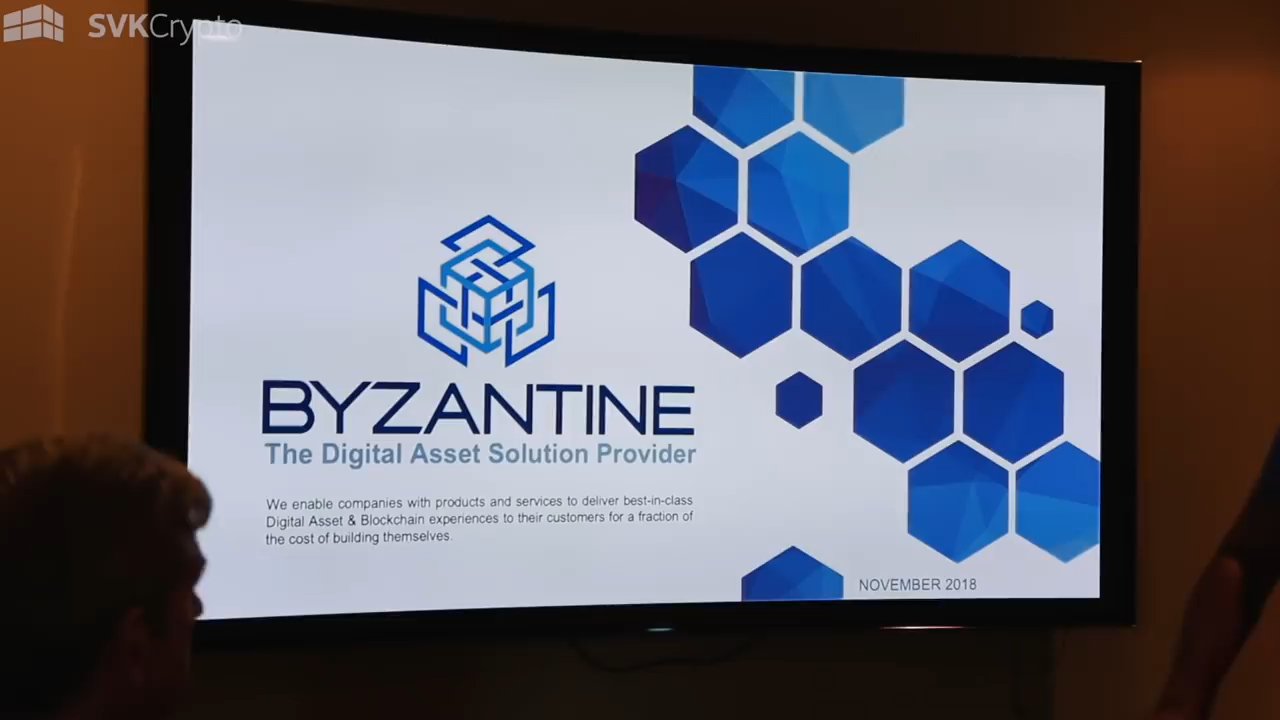 SVKCrypto
BYZANTINE
The Digital Asset Solution Provider
We enable companies with products and services to deliver best-in-class
Digital Asset & Blockchain experiences to their customers for a fraction of
the cost of building themselves.
NOVEMBER 2018